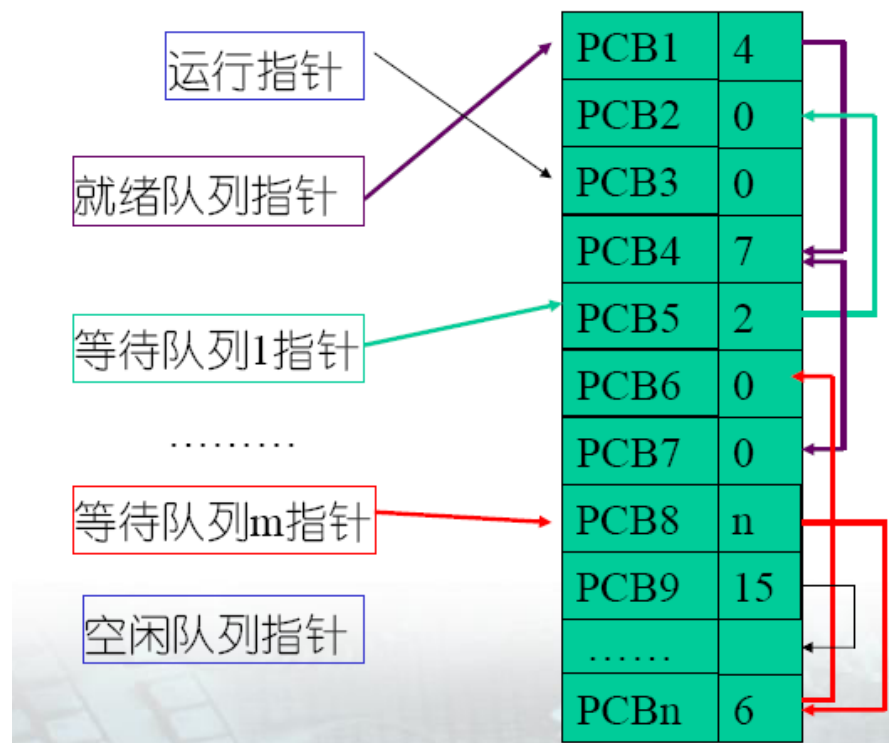 运行指针
就绪队列指针
等待队列1指针
………
等待队列m指针
空闲队列指针
PCB1 4
PCB2 0
PCB3 0
PCB4 7
PCB5 2
PCB6 0
PCB7 0
PCB8 n
PCB9 15
……
PCBn 6